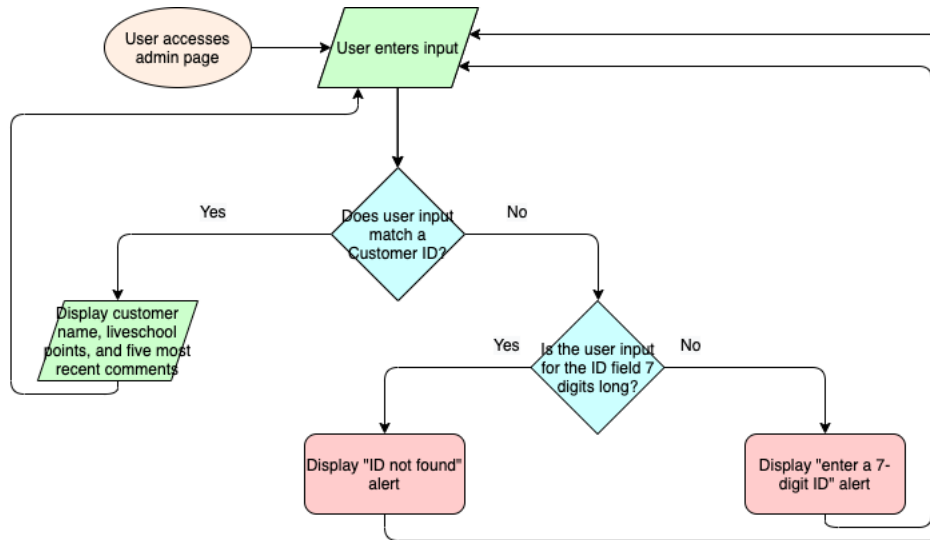 User accesses
admin page
User enters input
Yes
Does user input
match a
Customer ID?
No
Display customer
name, liveschool
points, and five most
recent comments
Yes
Is the user input
for the ID field 7
digits long?
No
Display "ID not found"
alert
Display "enter a 7-
digit ID" alert